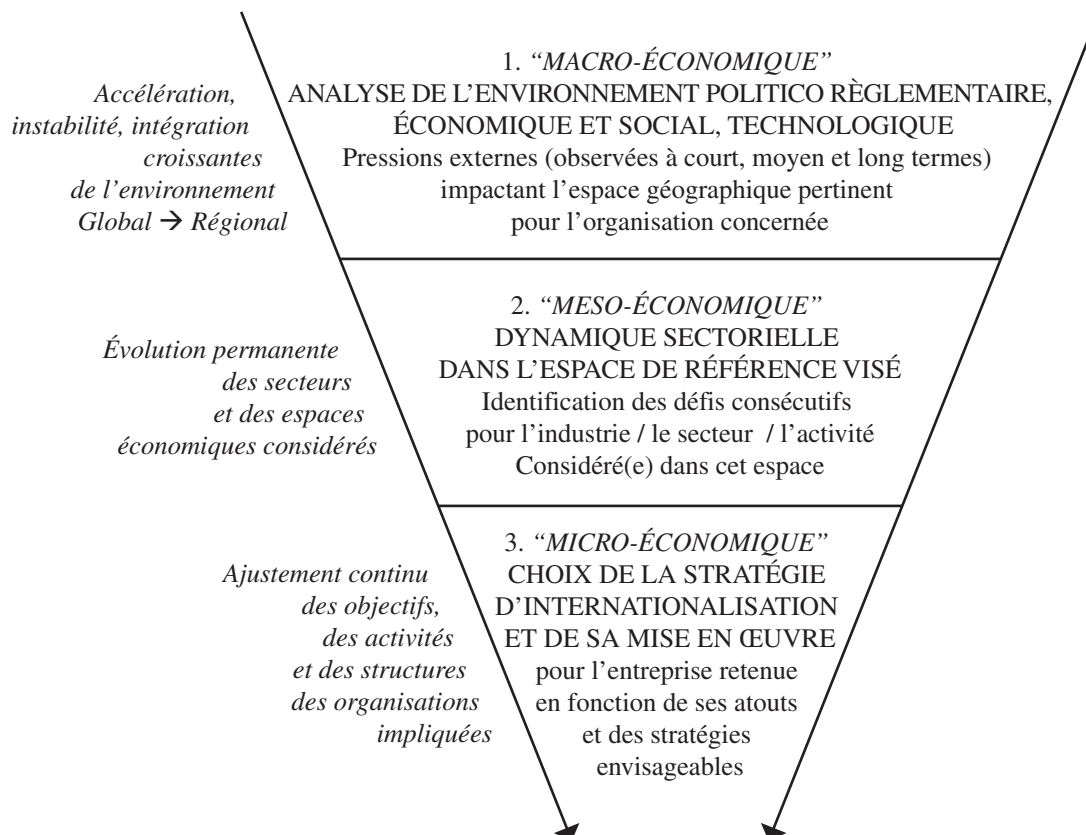 Accélération,
instabilité, intégration
croissantes
de l’environnement
Global → Régional
1. “MACRO-ÉCONOMIQUE”
ANALYSE DE L’ENVIRONNEMENT POLITICO RÈGLEMENTAIRE,
ÉCONOMIQUE ET SOCIAL, TECHNOLOGIQUE
Pressions externes (observées à court, moyen et long termes)
impactant l’espace géographique pertinent
pour l’organisation concernée
Évolution permanente
des secteurs
et des espaces
économiques considérés
2. “MESO-ÉCONOMIQUE”
DYNAMIQUE SECTORIELLE
DANS L’ESPACE DE RÉFÉRENCE VISÉ
Identification des défis consécutifs
pour l’industrie / le secteur / l’activité
Considéré(e) dans cet espace
Ajustement continu
des objectifs,
des activités
et des structures
des organisations
impliquées
3. “MICRO-ÉCONOMIQUE”
CHOIX DE LA STRATÉGIE
D’INTERNATIONALISATION
ET DE SA MISE EN ŒUVRE
pour l’entreprise retenue
en fonction de ses atouts
et des stratégies
envisageables